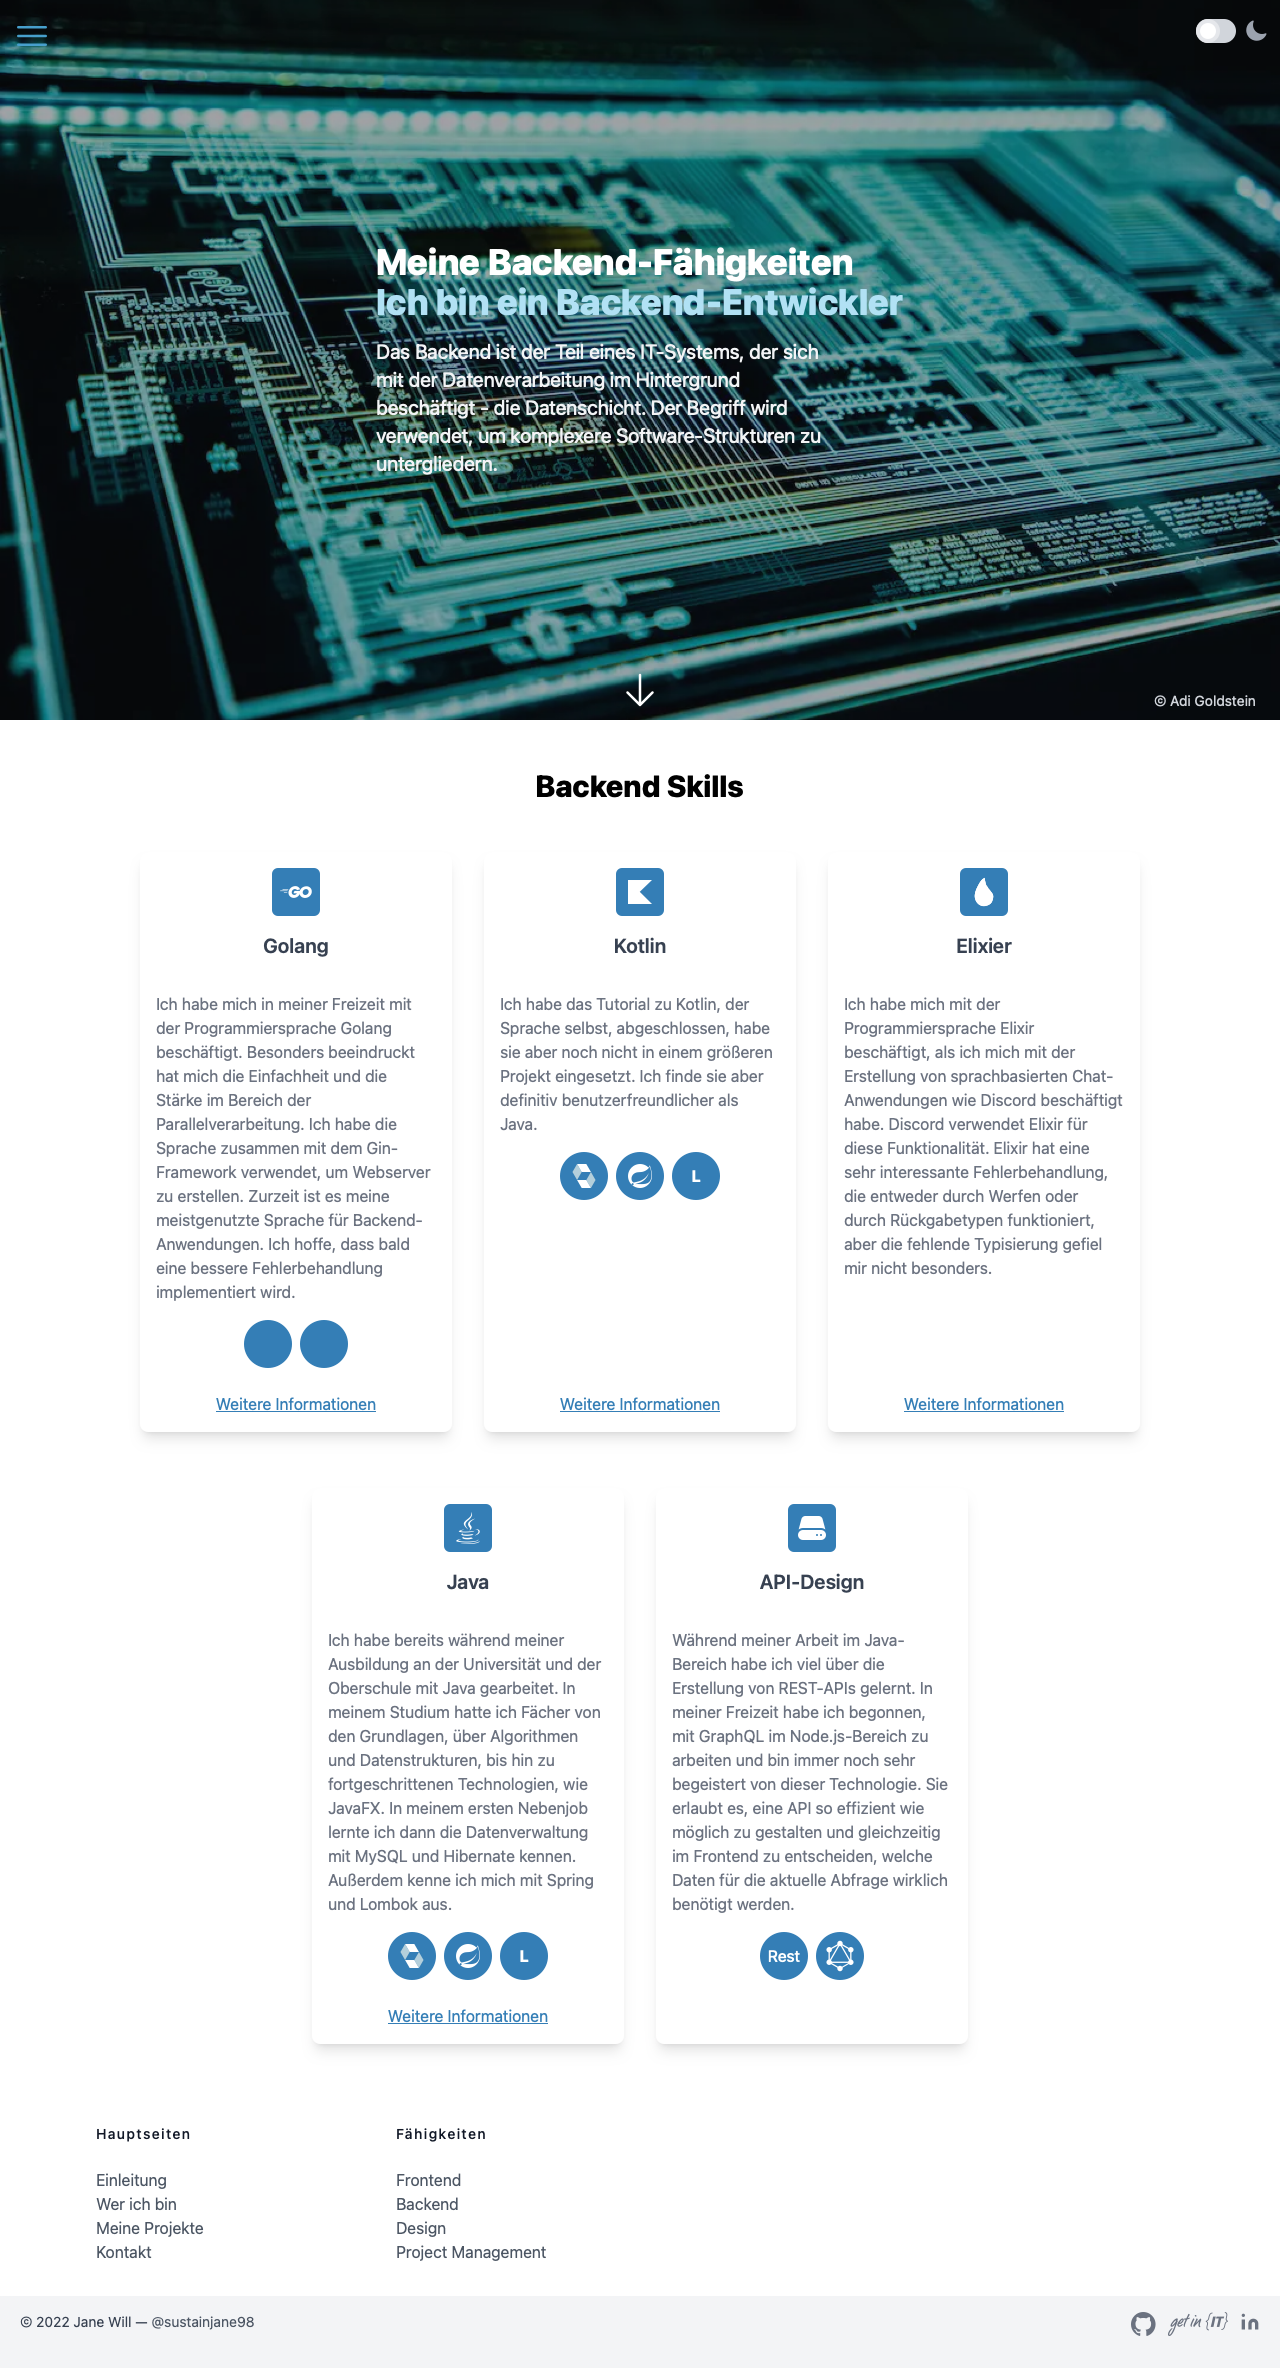 Meine Backend-Fähigkeiten
Ich bin ein Backend-Entwickler
Das Backend ist der Teil eines IT-Systems, der sich
mit der Datenverarbeitung im Hintergrund
beschäftigt - die Datenschicht. Der Begriff wird
verwendet, um komplexere Software-Strukturen zu
untergliedern.
© Adi Goldstein
Backend Skills
GO
Golang
Ich habe mich in meiner Freizeit mit
der Programmiersprache Golang
beschäftigt. Besonders beeindruckt
hat mich die Einfachheit und die
Stärke im Bereich der
Parallelverarbeitung. Ich habe die
Sprache zusammen mit dem Gin-
Framework verwendet, um Webserver
zu erstellen. Zurzeit ist es meine
meistgenutzte Sprache für Backend-
Anwendungen. Ich hoffe, dass bald
eine bessere Fehlerbehandlung
implementiert wird.
Weitere Informationen
Kotlin
Ich habe das Tutorial zu Kotlin, der
Sprache selbst, abgeschlossen, habe
sie aber noch nicht in einem größeren
Projekt eingesetzt. Ich finde sie aber
definitiv benutzerfreundlicher als
Java.
L
Weitere Informationen
Elixier
Ich habe mich mit der
Programmiersprache Elixir
beschäftigt, als ich mich mit der
Erstellung von sprachbasierten Chat-
Anwendungen wie Discord beschäftigt
habe. Discord verwendet Elixir für
diese Funktionalität. Elixir hat eine
sehr interessante Fehlerbehandlung,
die entweder durch Werfen oder
durch Rückgabetypen funktioniert,
aber die fehlende Typisierung gefiel
mir nicht besonders.
Weitere Informationen
Java
Ich habe bereits während meiner
Ausbildung an der Universität und der
Oberschule mit Java gearbeitet. In
meinem Studium hatte ich Fächer von
den Grundlagen, über Algorithmen
und Datenstrukturen, bis hin zu
fortgeschrittenen Technologien, wie
JavaFX. In meinem ersten Nebenjob
lernte ich dann die Datenverwaltung
mit MySQL und Hibernate kennen.
Außerdem kenne ich mich mit Spring
und Lombok aus.
L
Weitere Informationen
API-Design
Während meiner Arbeit im Java-
Bereich habe ich viel über die
Erstellung von REST-APIs gelernt. In
meiner Freizeit habe ich begonnen,
mit GraphQL im Node.js-Bereich zu
arbeiten und bin immer noch sehr
begeistert von dieser Technologie. Sie
erlaubt es, eine API so effizient wie
möglich zu gestalten und gleichzeitig
im Frontend zu entscheiden, welche
Daten für die aktuelle Abfrage wirklich
benötigt werden.
Rest
Hauptseiten
Einleitung
Wer ich bin
Meine Projekte
Kontakt
Fähigkeiten
Frontend
Backend
Design
Project Management
© 2022 Jane Will — @sustainjane98
get in {IT}
in